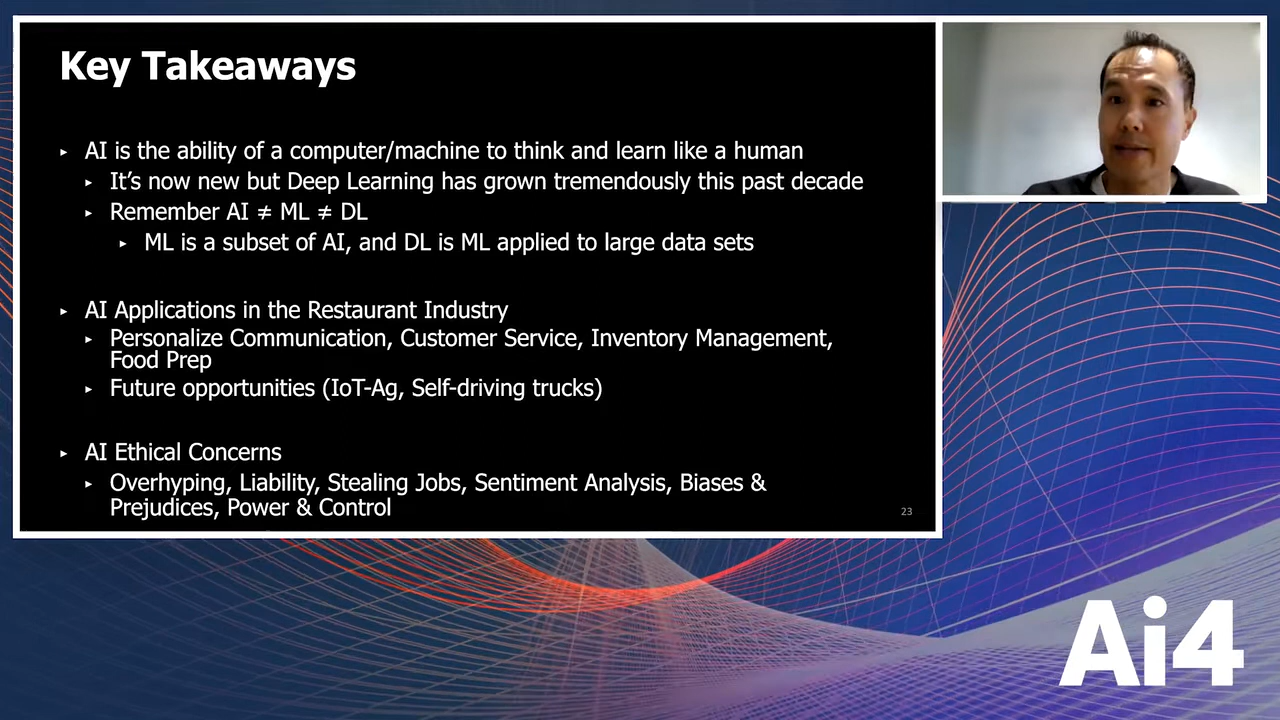 Key Takeaways
▸ AI is the ability of a computer/machine to think and learn like a human
▸ It’s now new but Deep Learning has grown tremendously this past decade
▸ Remember AI ≠ ML ≠ DL
▸ ML is a subset of AI, and DL is ML applied to large data sets
▸ AI Applications in the Restaurant Industry
▸ Personalize Communication, Customer Service, Inventory Management,
Food Prep
▸ Future opportunities (IoT-Ag, Self-driving trucks)
▸ AI Ethical Concerns
▸ Overhyping, Liability, Stealing Jobs, Sentiment Analysis, Biases &
Prejudices, Power & Control
23
Ai4